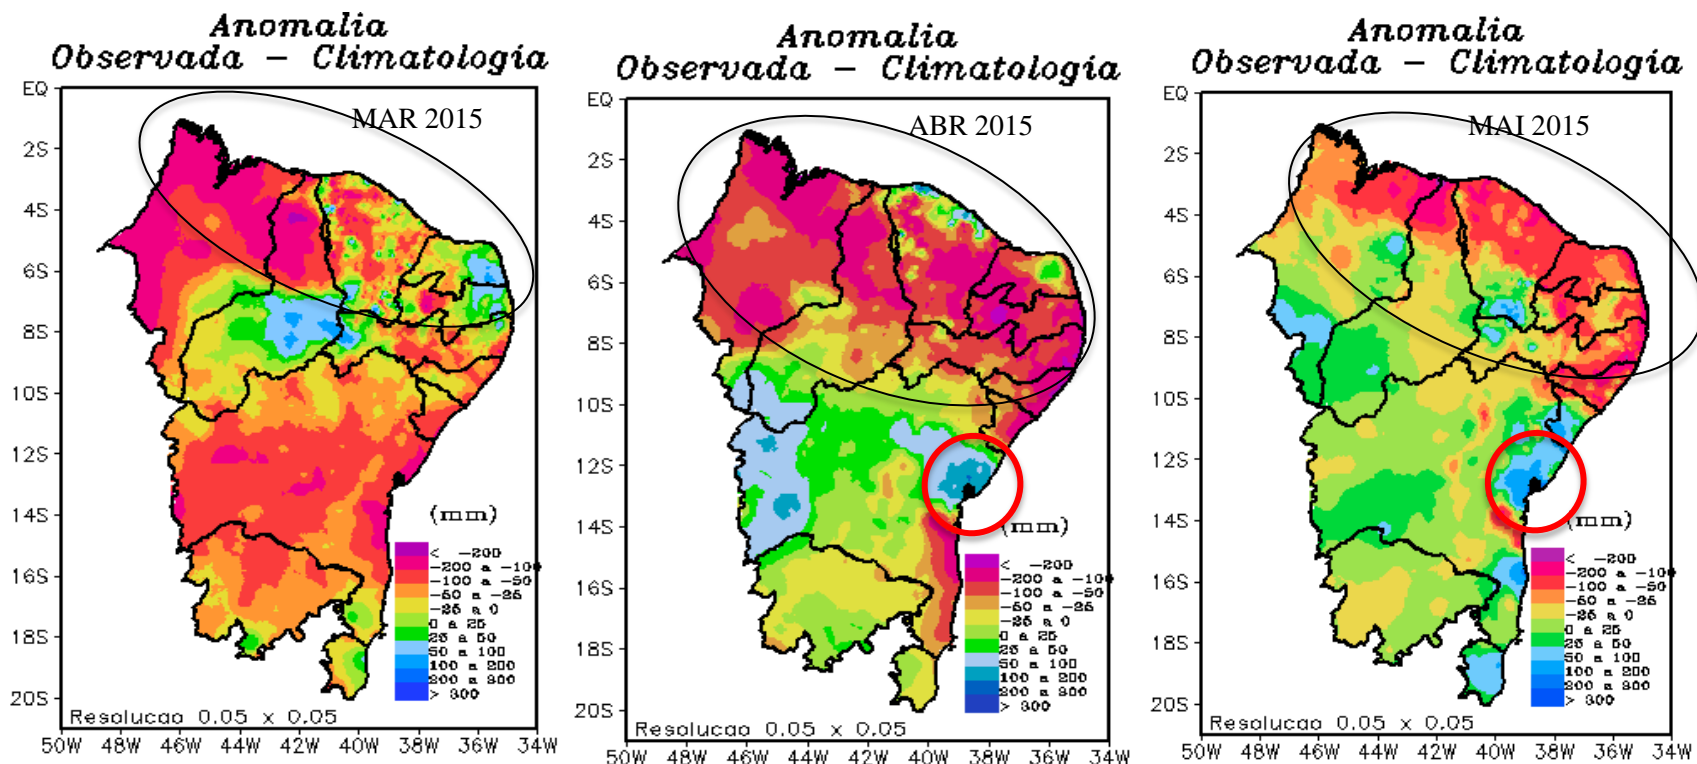 Anomalia
Observada - Climatología
MAR 2015
EQ
2S
4S
6S
8S
10S
12S
14S
16S
18S
20S
(mm)
< -200
-200 a -100
-100 a -50
-50 a -25
-25 a 0
0 a 25
25 a 50
50 a 100
100 a 200
200 a 300
> 300
Resolucao 0.05 x 0.05
50W 48W 46W 44W 42W 40W 38W 36W 34W
Anomalia
Observada - Climatología
ABR 2015
EQ
2S
4S
6S
8S
10S
12S
14S
16S
18S
20S
(mm)
< -200
-200 a -100
-100 a -50
-50 a -25
-25 a 0
0 a 25
25 a 50
50 a 100
100 a 200
200 a 300
> 300
Resolucao 0.05 x 0.05
50W 48W 46W 44W 42W 40W 38W 36W 34W
Anomalia
Observada - Climatología
MAI 2015
EQ
2S
4S
6S
8S
10S
12S
14S
16S
18S
20S
(mm)
< -200
-200 a -100
-100 a -50
-50 a -25
-25 a 0
0 a 25
25 a 50
50 a 100
100 a 200
200 a 300
> 300
Resolucao 0.05 x 0.05
50W 48W 46W 44W 42W 40W 38W 36W 34W